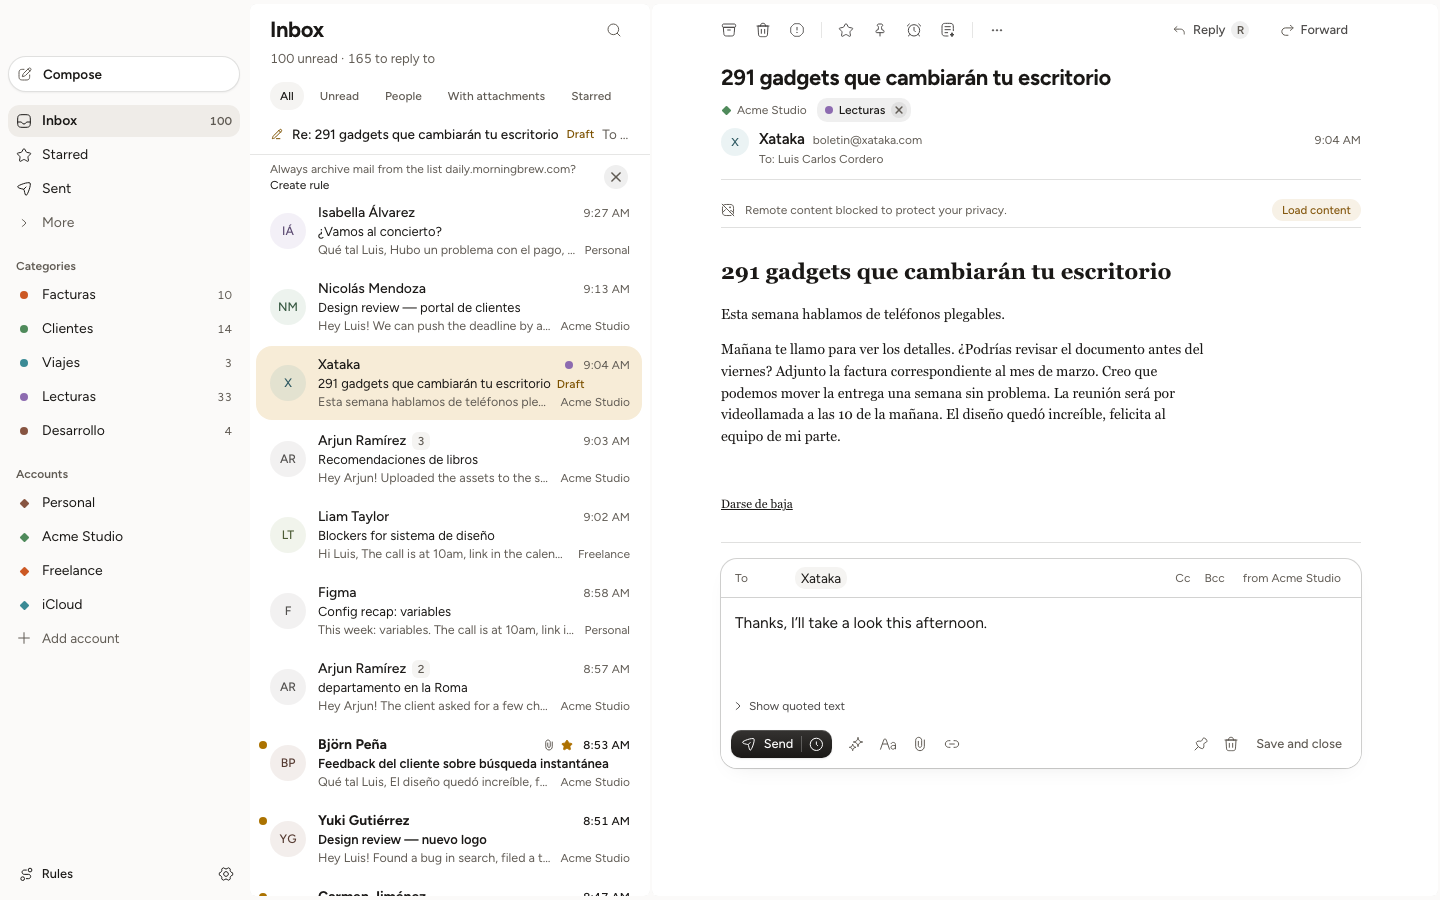 Compose
Inbox 100
Starred
Sent
More
Categories
Facturas 10
Clientes 14
Viajes 3
Lecturas 33
Desarrollo 4
Accounts
Personal
Acme Studio
Freelance
iCloud
Add account
Rules
Inbox
100 unread · 165 to reply to
All Unread People With attachments Starred
Re: 291 gadgets que cambiarán tu escritorio Draft To ...
Always archive mail from the list daily.morningbrew.com?
Create rule
IÁ
Isabella Álvarez 9:27 AM
¿Vamos al concierto?
Qué tal Luis, Hubo un problema con el pago, ... Personal
NM
Nicolás Mendoza 9:13 AM
Design review — portal de clientes
Hey Luis! We can push the deadline by a... Acme Studio
X
Xataka 9:04 AM
291 gadgets que cambiarán tu escritorio Draft
Esta semana hablamos de teléfonos ple... Acme Studio
AR
Arjun Ramírez 3 9:03 AM
Recomendaciones de libros
Hey Arjun! Uploaded the assets to the s... Acme Studio
LT
Liam Taylor 9:02 AM
Blockers for sistema de diseño
Hi Luis, The call is at 10am, link in the calen... Freelance
F
Figma 8:58 AM
Config recap: variables
This week: variables. The call is at 10am, link i... Personal
AR
Arjun Ramírez 2 8:57 AM
departamento en la Roma
Hey Arjun! The client asked for a few ch... Acme Studio
BP
Björn Peña 8:53 AM
Feedback del cliente sobre búsqueda instantánea
Qué tal Luis, El diseño quedó increíble, f... Acme Studio
YG
Yuki Gutiérrez 8:51 AM
Design review — nuevo logo
Hey Luis! Found a bug in search, filed a t... Acme Studio
Carmen Jiménez 8:47 AM
Reply R Forward
291 gadgets que cambiarán tu escritorio
Acme Studio Lecturas
X
Xataka boletin@xataka.com 9:04 AM
To: Luis Carlos Cordero
Remote content blocked to protect your privacy. Load content
291 gadgets que cambiarán tu escritorio
Esta semana hablamos de teléfonos plegables.
Mañana te llamo para ver los detalles. ¿Podrías revisar el documento antes del
viernes? Adjunto la factura correspondiente al mes de marzo. Creo que
podemos mover la entrega una semana sin problema. La reunión será por
videollamada a las 10 de la mañana. El diseño quedó increíble, felicita al
equipo de mi parte.
Darse de baja
To Xataka Cc Bcc from Acme Studio
Thanks, I’ll take a look this afternoon.
Show quoted text
Send Aa Save and close